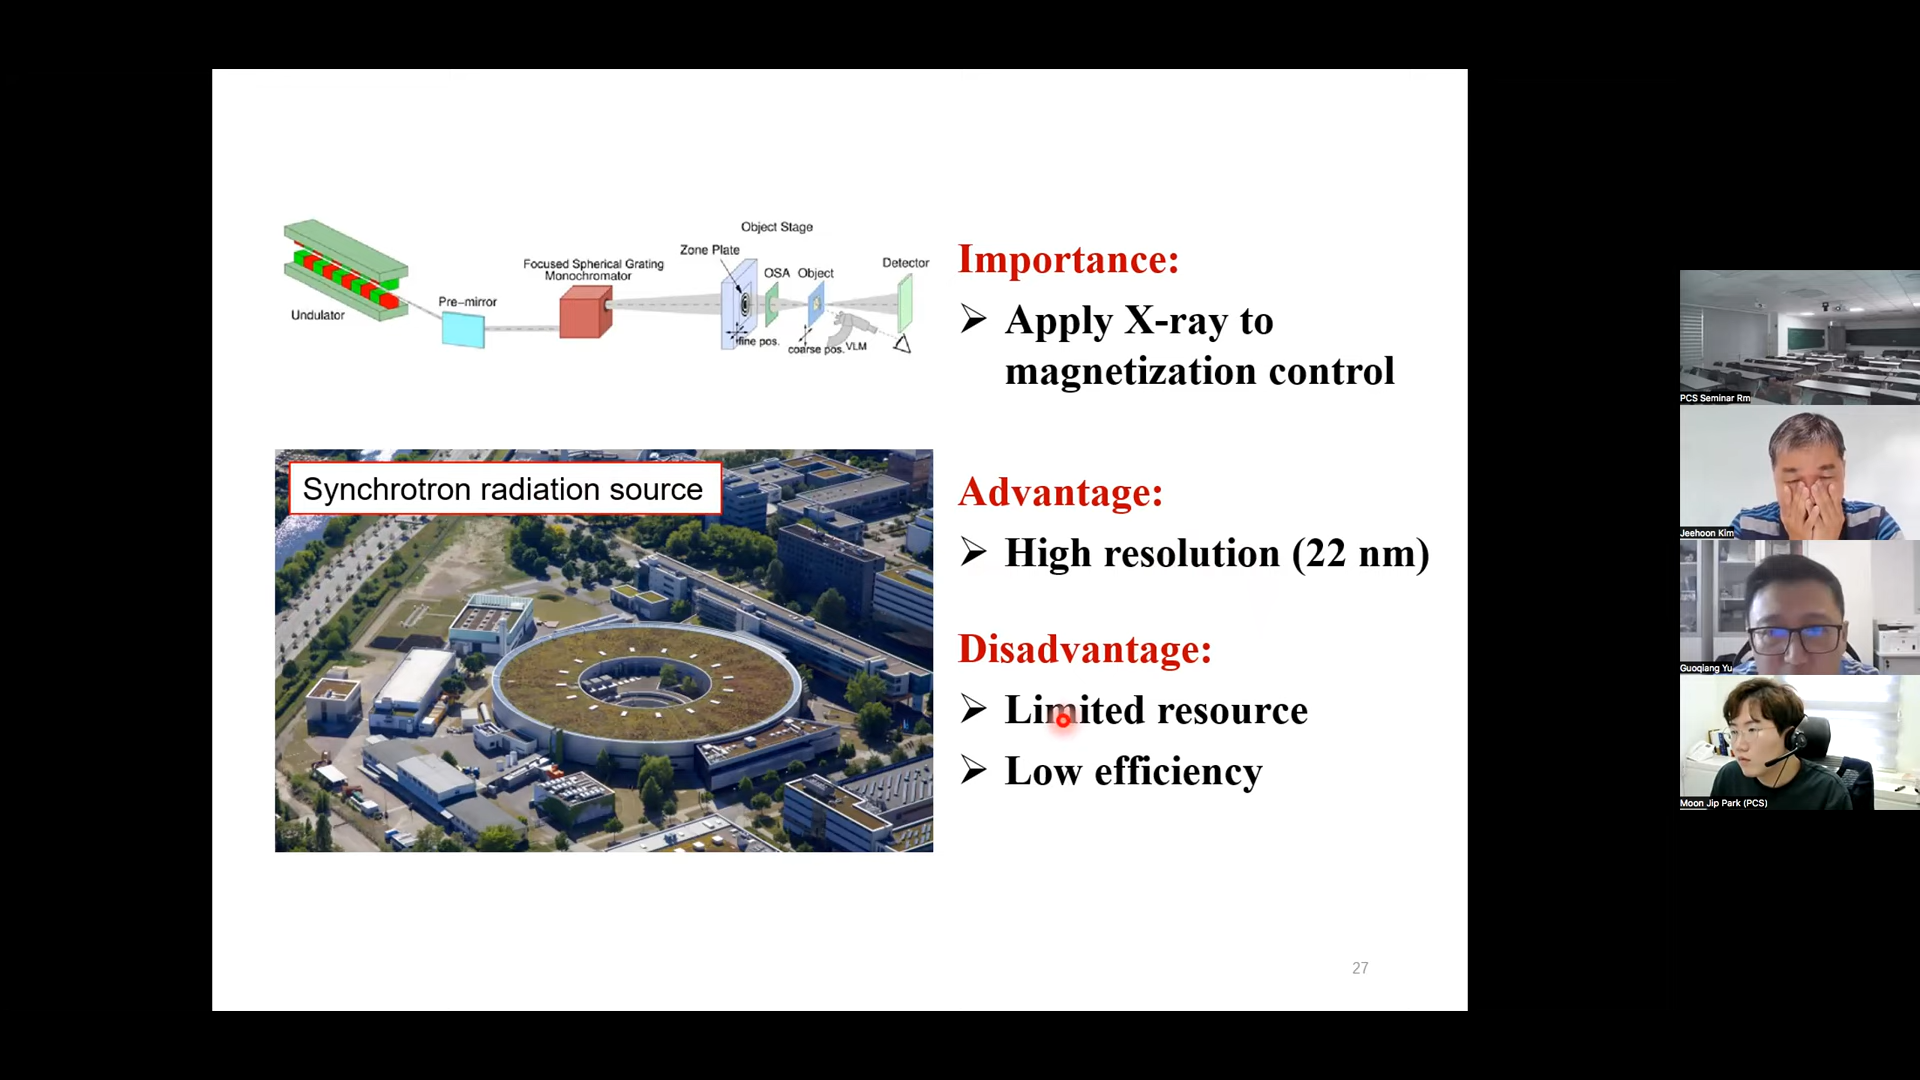 Object Stage
Zone Plate
Focused Spherical Grating
Monochromator
OSA
Object
Detector
Pre-mirror
Undulator
fine pos.
coarse pos.
VLM
Importance:
➢ Apply X-ray to
magnetization control
Synchrotron radiation source
Advantage:
➢ High resolution (22 nm)
Disadvantage:
➢ Limited resource
➢ Low efficiency
27
PCS Seminar Rm
Jeehoon Kim
Guoqiang Yu
Moon Jip Park (PCS)